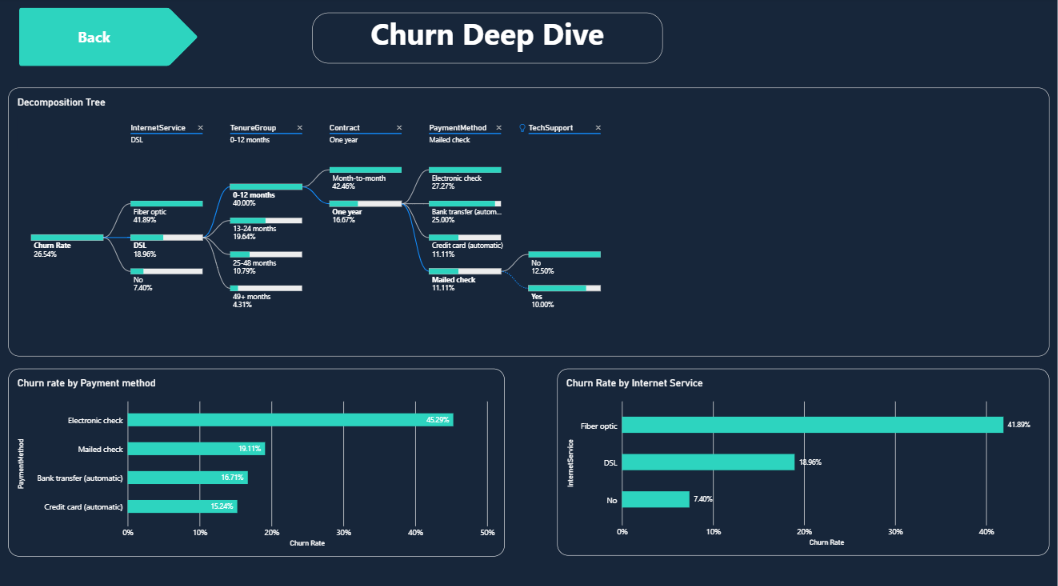 Back
Churn Deep Dive
Decomposition Tree
InternetService ×
DSL
TenureGroup ×
0-12 months
Contract ×
One year
PaymentMethod ×
Mailed check
TechSupport ×
Churn Rate
26.54%
Fiber optic
41.89%
DSL
18.96%
No
7.40%
0-12 months
40.00%
13-24 months
19.64%
25-48 months
10.79%
49+ months
4.31%
Month-to-month
42.46%
One year
16.67%
Electronic check
27.27%
Bank transfer (autom...
25.00%
Credit card (automatic)
11.11%
Mailed check
11.11%
No
12.50%
Yes
10.00%
Churn rate by Payment method
PaymentMethod
Electronic check
45.29%
Mailed check
19.11%
Bank transfer (automatic)
16.71%
Credit card (automatic)
15.24%
0%
10%
20%
30%
40%
50%
Churn Rate
Churn Rate by Internet Service
InternetService
Fiber optic
41.89%
DSL
18.96%
No
7.40%
0%
10%
20%
30%
40%
Churn Rate